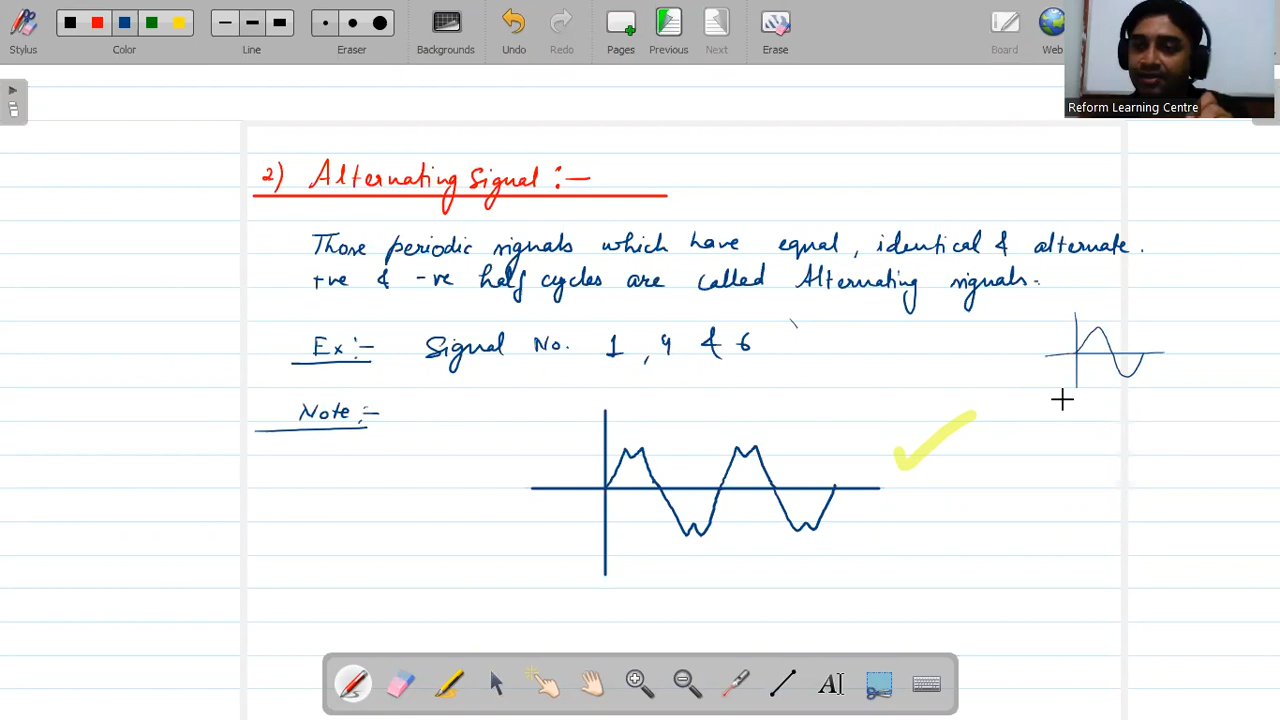 Stylus
Color
Line
Eraser
Backgrounds
Undo
Redo
Pages
Previous
Next
Erase
Board
Web
Reform Learning Centre
2) Alternating Signal :-
Those periodic signals which have equal, identical & alternate.
+ve & -ve half cycles are called Alternating signals.
Ex :- Signal No. 1, 4 & 6
Note :-